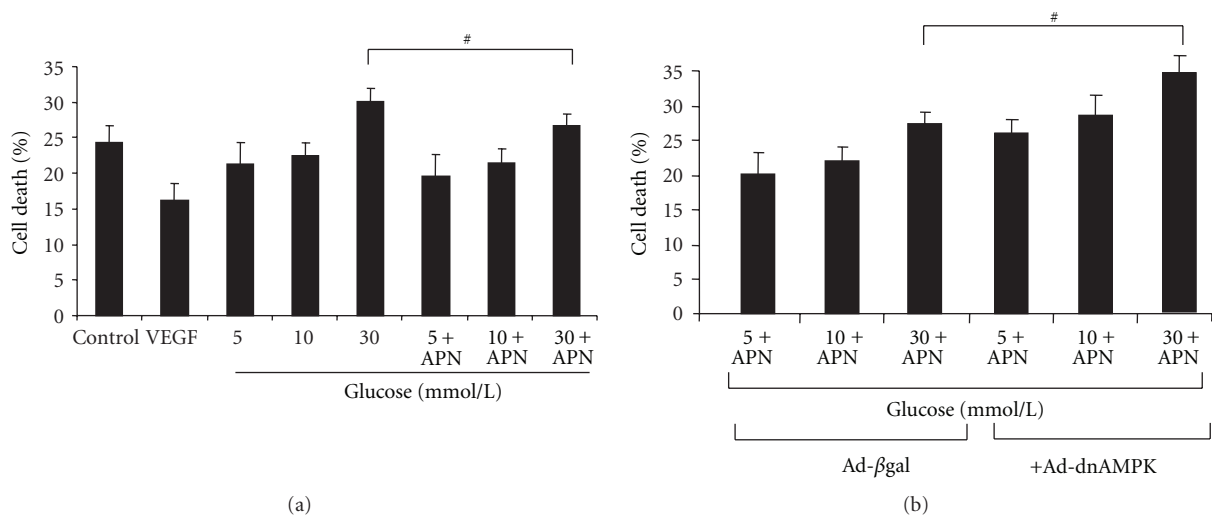 #
35
30
25
20
15
10
5
0
Cell death (%)
Control VEGF 5 10 30 5 + 10 + 30 +
APN APN APN
Glucose (mmol/L)
(a)
#
35
30
25
20
15
10
5
0
Cell death (%)
5 + 10 + 30 + 5 + 10 + 30 +
APN APN APN APN APN APN
Glucose (mmol/L)
Ad-βgal +Ad-dnAMPK
(b)